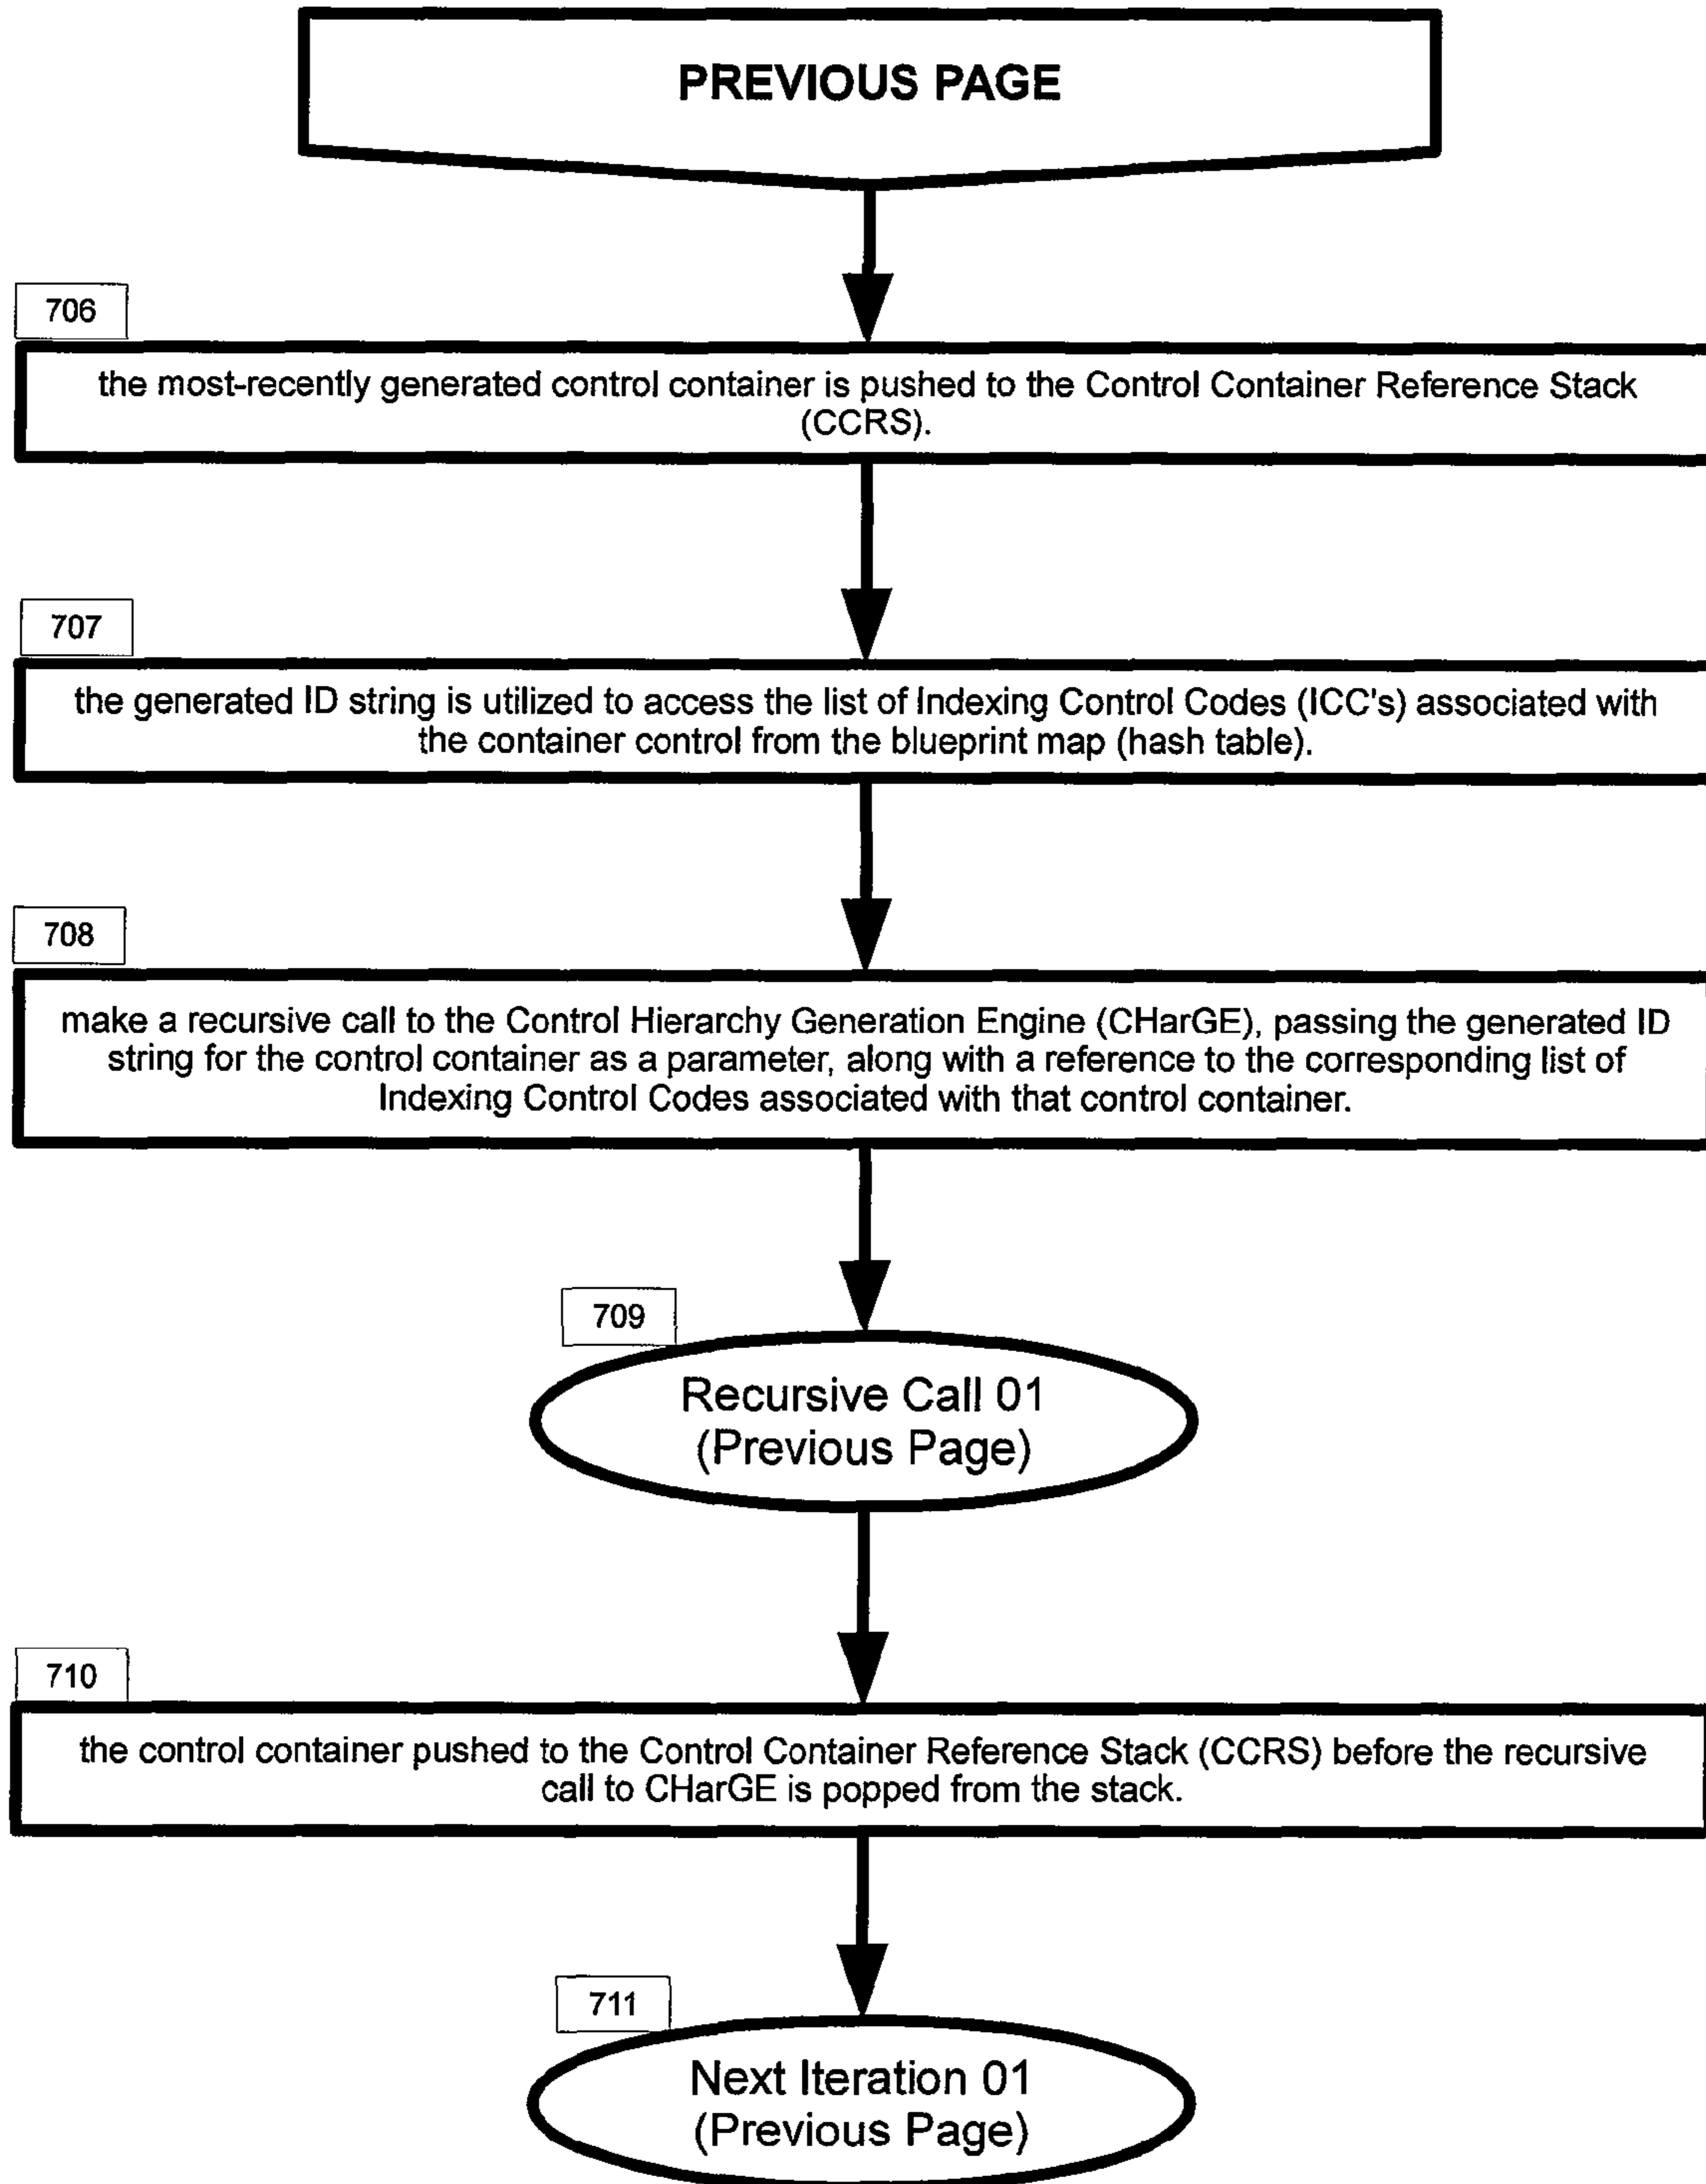 PREVIOUS PAGE
706
the most-recently generated control container is pushed to the Control Container Reference Stack
(CCRS).
707
the generated ID string is utilized to access the list of Indexing Control Codes (ICC's) associated with
the container control from the blueprint map (hash table).
708
make a recursive call to the Control Hierarchy Generation Engine (CHarGE), passing the generated ID
string for the control container as a parameter, along with a reference to the corresponding list of
Indexing Control Codes associated with that control container.
709
Recursive Call 01
(Previous Page)
710
the control container pushed to the Control Container Reference Stack (CCRS) before the recursive
call to CHarGE is popped from the stack.
711
Next Iteration 01
(Previous Page)